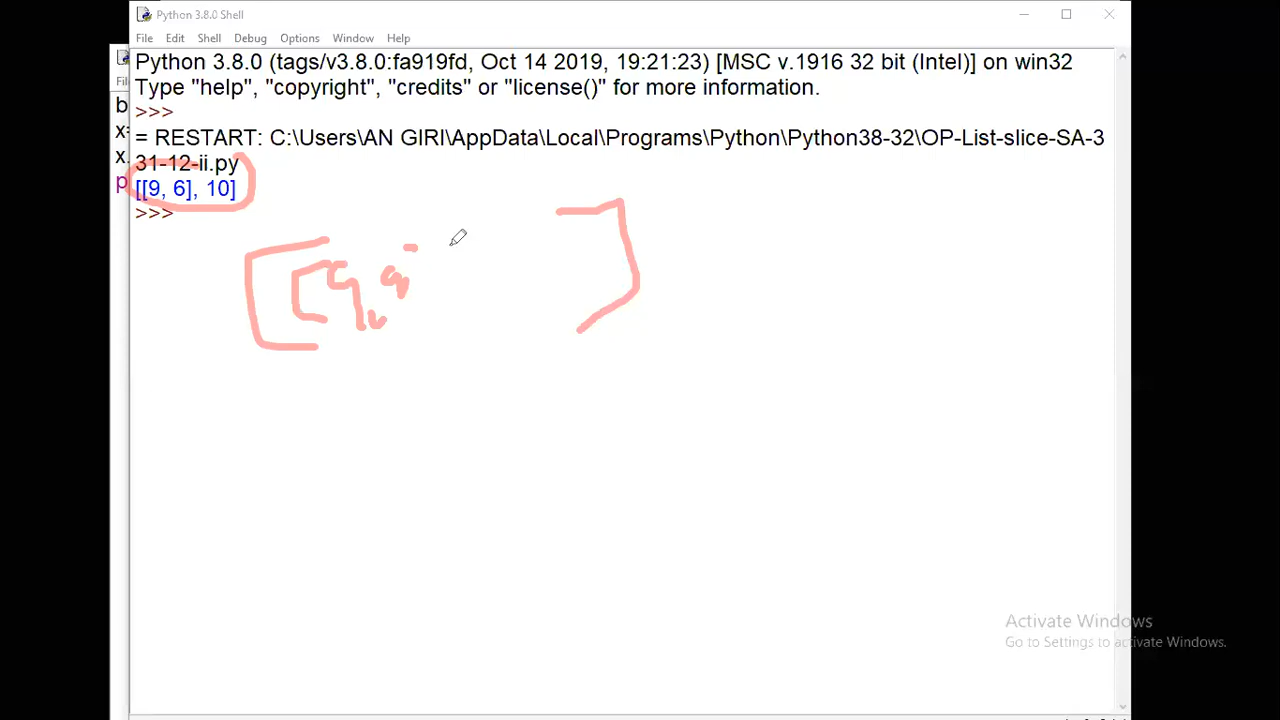 Python 3.8.0 Shell
File Edit Shell Debug Options Window Help
Python 3.8.0 (tags/v3.8.0:fa919fd, Oct 14 2019, 19:21:23) [MSC v.1916 32 bit (Intel)] on win32
Type "help", "copyright", "credits" or "license()" for more information.
>>>
= RESTART: C:\Users\AN GIRI\AppData\Local\Programs\Python\Python38-32\OP-List-slice-SA-3
31-12-ii.py
[[9, 6], 10]
>>>
Activate Windows
Go to Settings to activate Windows.